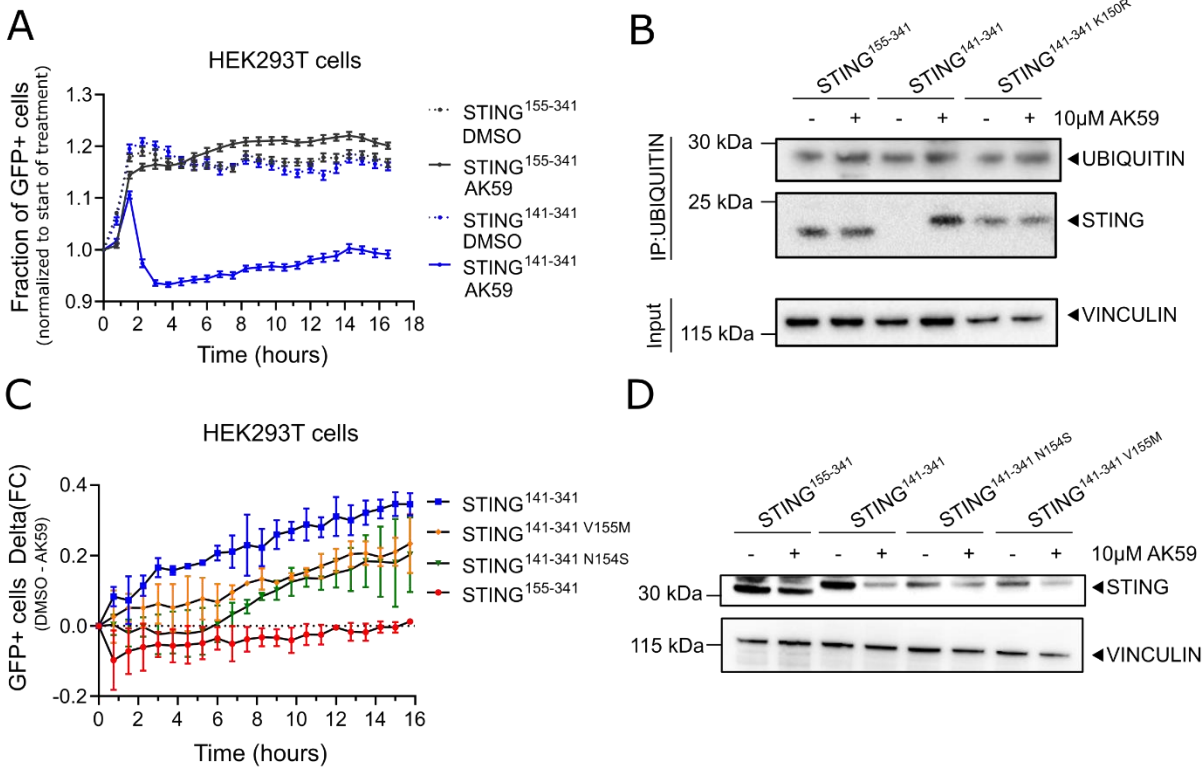 A
HEK293T cells
Fraction of GFP+ cells
(normalized to start of treatment)
1.3
1.2
1.1
1.0
0.9
0 2 4 6 8 10 12 14 16 18
Time (hours)
STING155-341
DMSO
STING155-341
AK59
STING141-341
DMSO
STING141-341
AK59
B
STING155-341
STING141-341
STING141-341 K150R
- + - + - + 10µM AK59
IP:UBIQUITIN
30 kDa
UBIQUITIN
25 kDa
STING
Input
115 kDa
VINCULIN
C
HEK293T cells
GFP+ cells Delta(FC)
(DMSO - AK59)
0.4
0.2
0.0
-0.2
0 2 4 6 8 10 12 14 16
Time (hours)
STING141-341
STING141-341 V155M
STING141-341 N154S
STING155-341
D
STING155-341
STING141-341
STING141-341 N154S
STING141-341 V155M
- + - + - + - + 10µM AK59
30 kDa
STING
115 kDa
VINCULIN